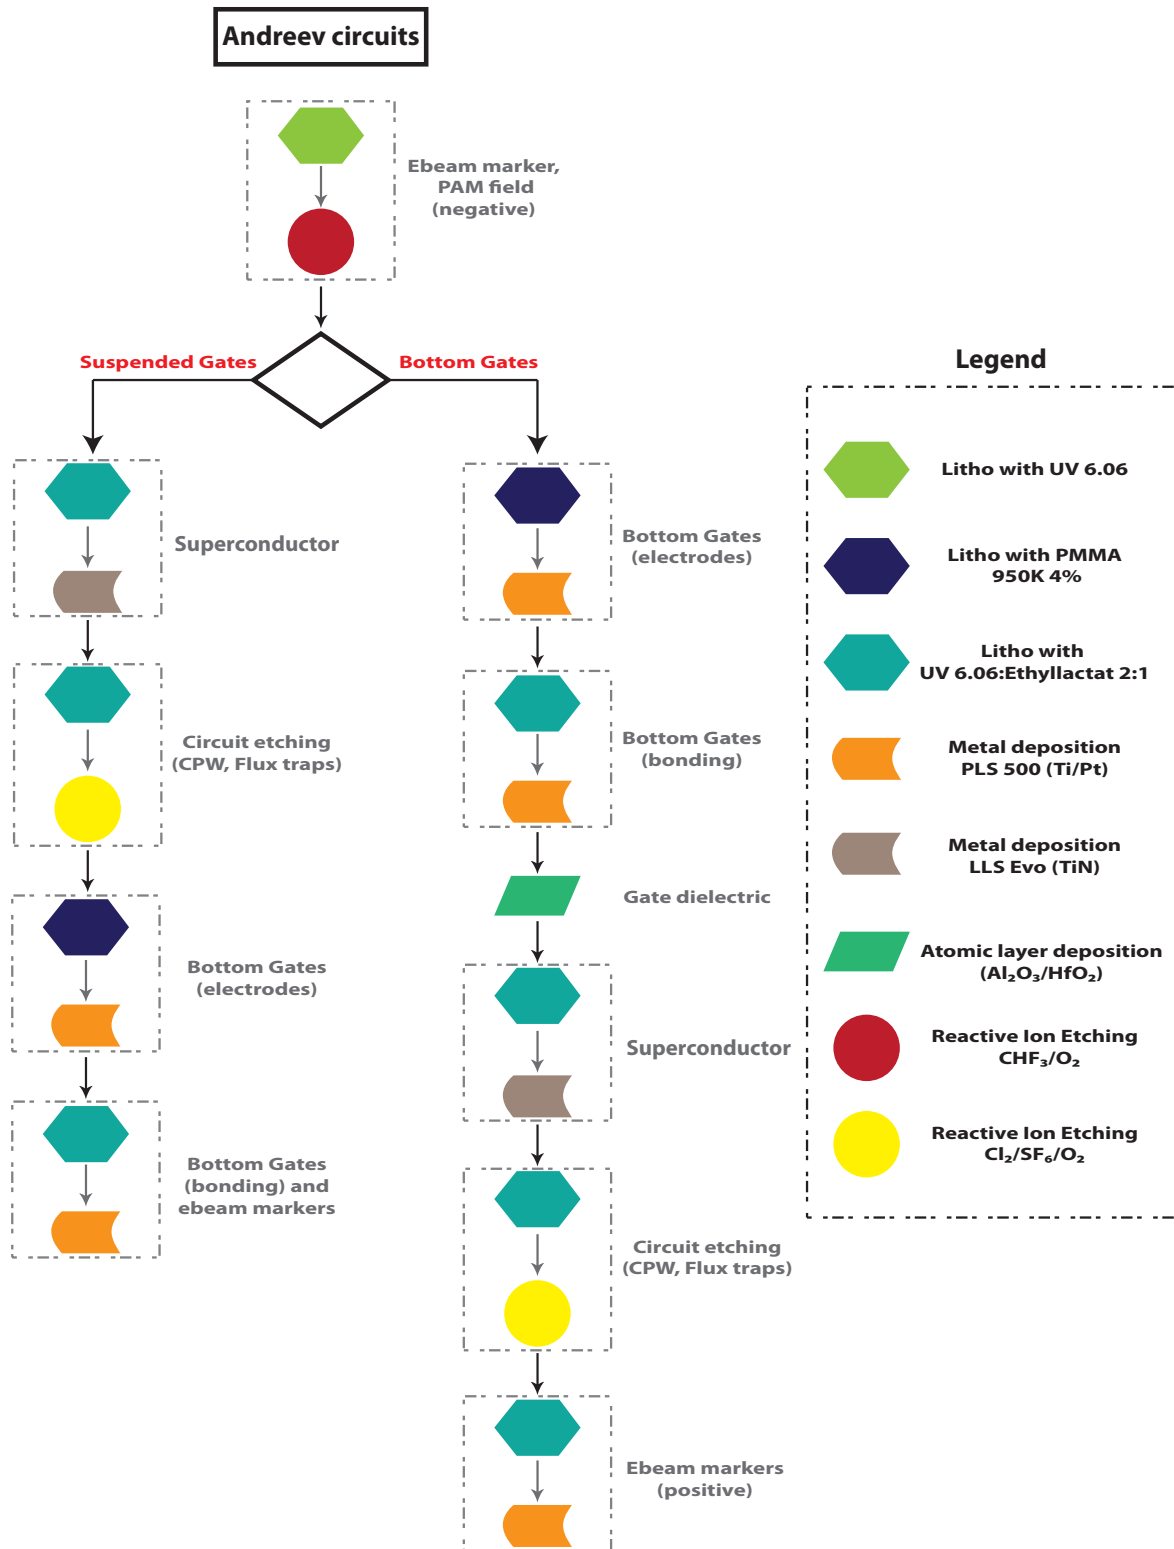 Andreev circuits
Ebeam marker,
PAM field
(negative)
Suspended Gates
Bottom Gates
Superconductor
Circuit etching
(CPW, Flux traps)
Bottom Gates
(electrodes)
Bottom Gates
(bonding) and
ebeam markers
Bottom Gates
(electrodes)
Bottom Gates
(bonding)
Gate dielectric
Superconductor
Circuit etching
(CPW, Flux traps)
Ebeam markers
(positive)
Legend
Litho with UV 6.06
Litho with PMMA
950K 4%
Litho with
UV 6.06:Ethyllactat 2:1
Metal deposition
PLS 500 (Ti/Pt)
Metal deposition
LLS Evo (TiN)
Atomic layer deposition
(Al₂O₃/HfO₂)
Reactive Ion Etching
CHF₃/O₂
Reactive Ion Etching
Cl₂/SF₆/O₂